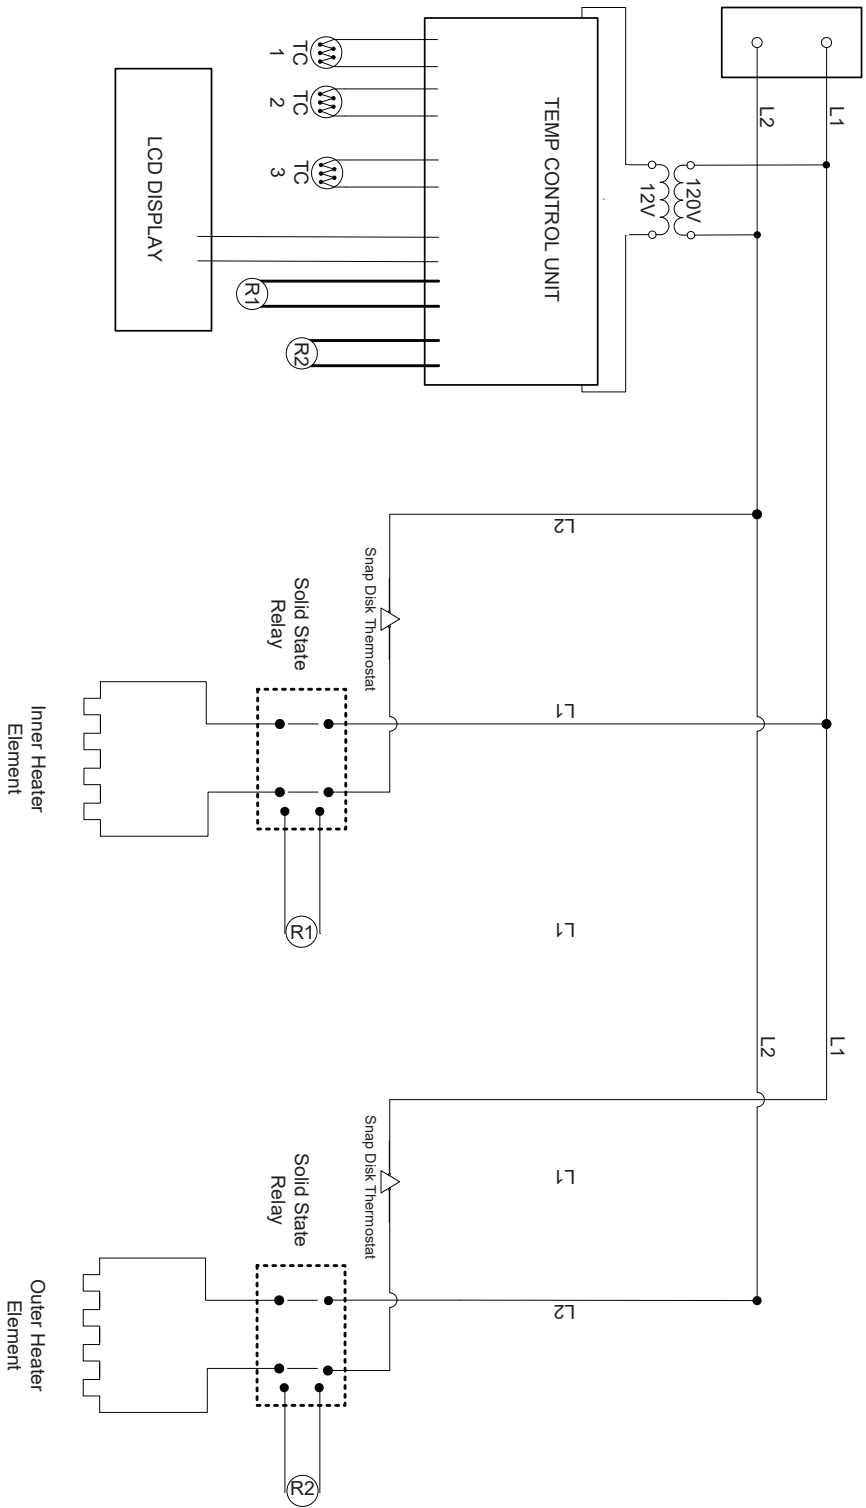 L1
L2
120V
12V
TEMP CONTROL UNIT
TC
1
TC
2
TC
3
LCD DISPLAY
R1
R2
L2
Snap Disk Thermostat
Solid State
Relay
L1
Inner Heater
Element
R1
L1
L1
L2
Snap Disk Thermostat
L1
Solid State
Relay
L2
Outer Heater
Element
R2